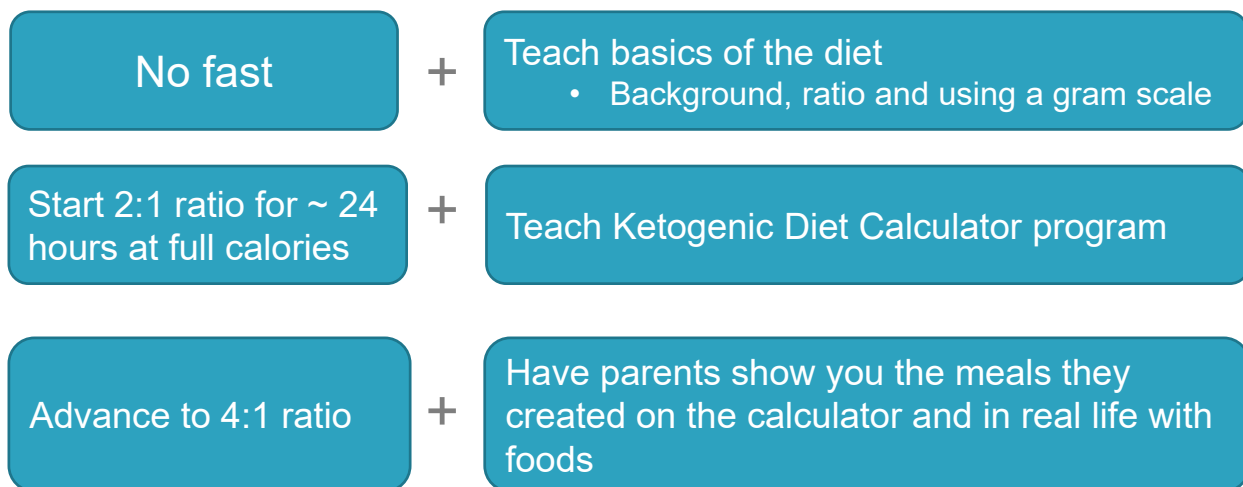 No fast
+
Teach basics of the diet
• Background, ratio and using a gram scale
Start 2:1 ratio for ~ 24
hours at full calories
+
Teach Ketogenic Diet Calculator program
Advance to 4:1 ratio
+
Have parents show you the meals they
created on the calculator and in real life with
foods